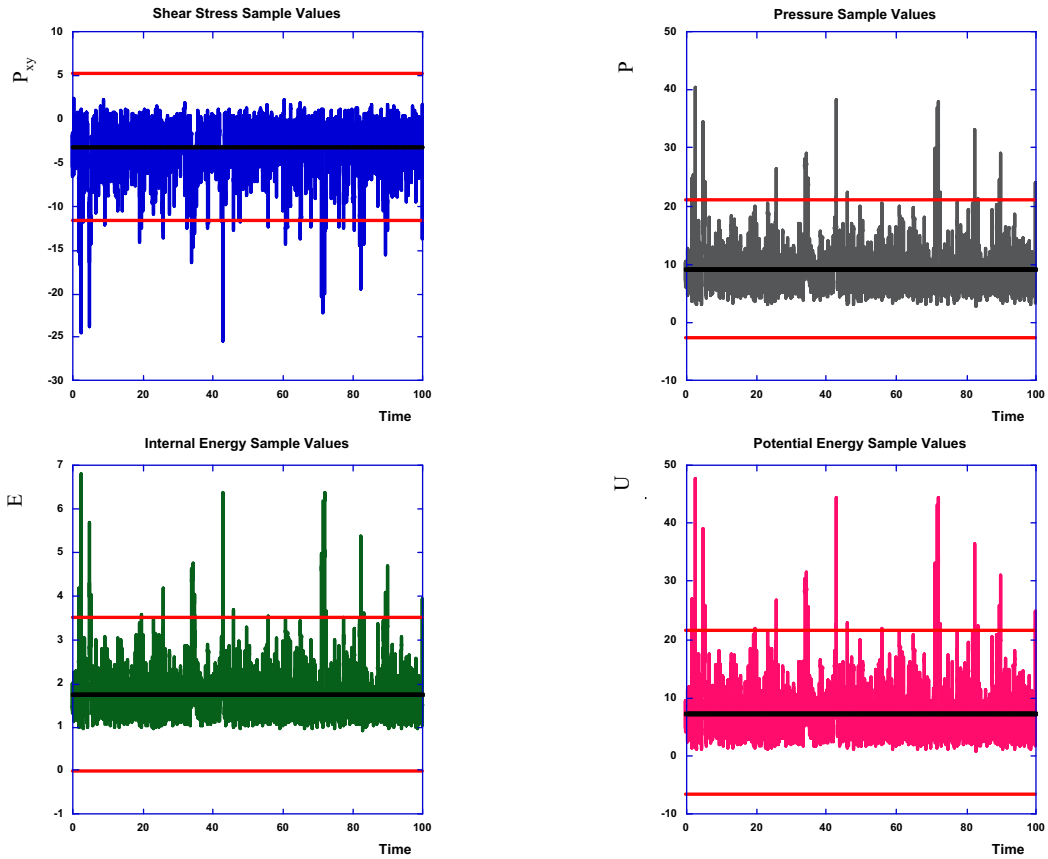 Shear Stress Sample Values
P_xy
10
5
0
-5
-10
-15
-20
-25
-30
0 20 40 60 80 100
Time
Pressure Sample Values
P
50
40
30
20
10
0
-10
0 20 40 60 80 100
Time
Internal Energy Sample Values
E
7
6
5
4
3
2
1
0
-1
0 20 40 60 80 100
Time
Potential Energy Sample Values
U
.
50
40
30
20
10
0
-10
0 20 40 60 80 100
Time